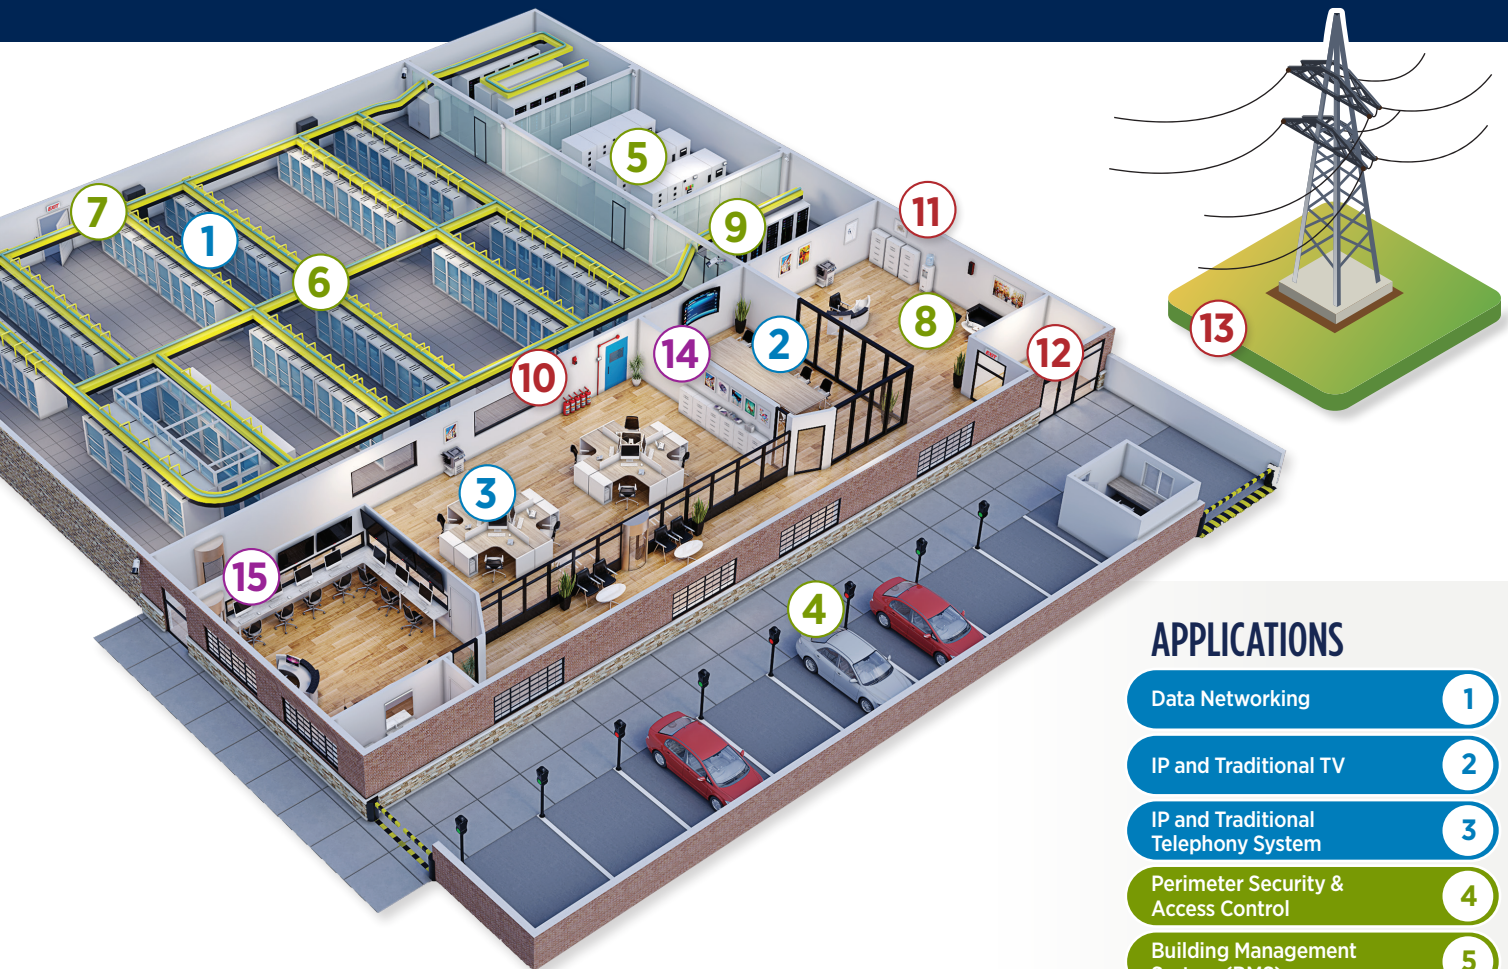 5
7
1
6
9
11
13
8
14
2
12
10
3
15
4
APPLICATIONS
Data Networking 1
IP and Traditional TV 2
IP and Traditional
Telephony System 3
Perimeter Security &
Access Control 4
Building Management 5